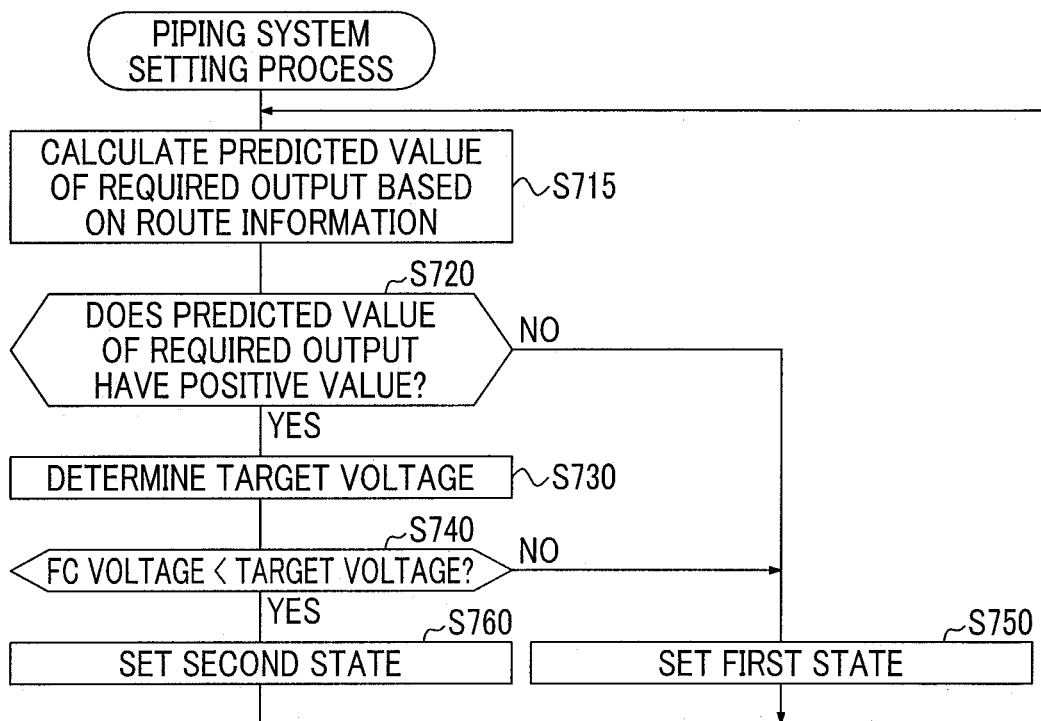 PIPING SYSTEM
SETTING PROCESS
CALCULATE PREDICTED VALUE
OF REQUIRED OUTPUT BASED
ON ROUTE INFORMATION
S715
S720
DOES PREDICTED VALUE
OF REQUIRED OUTPUT
HAVE POSITIVE VALUE?
NO
YES
DETERMINE TARGET VOLTAGE
S730
S740
FC VOLTAGE < TARGET VOLTAGE?
NO
YES
S760
SET SECOND STATE
S750
SET FIRST STATE